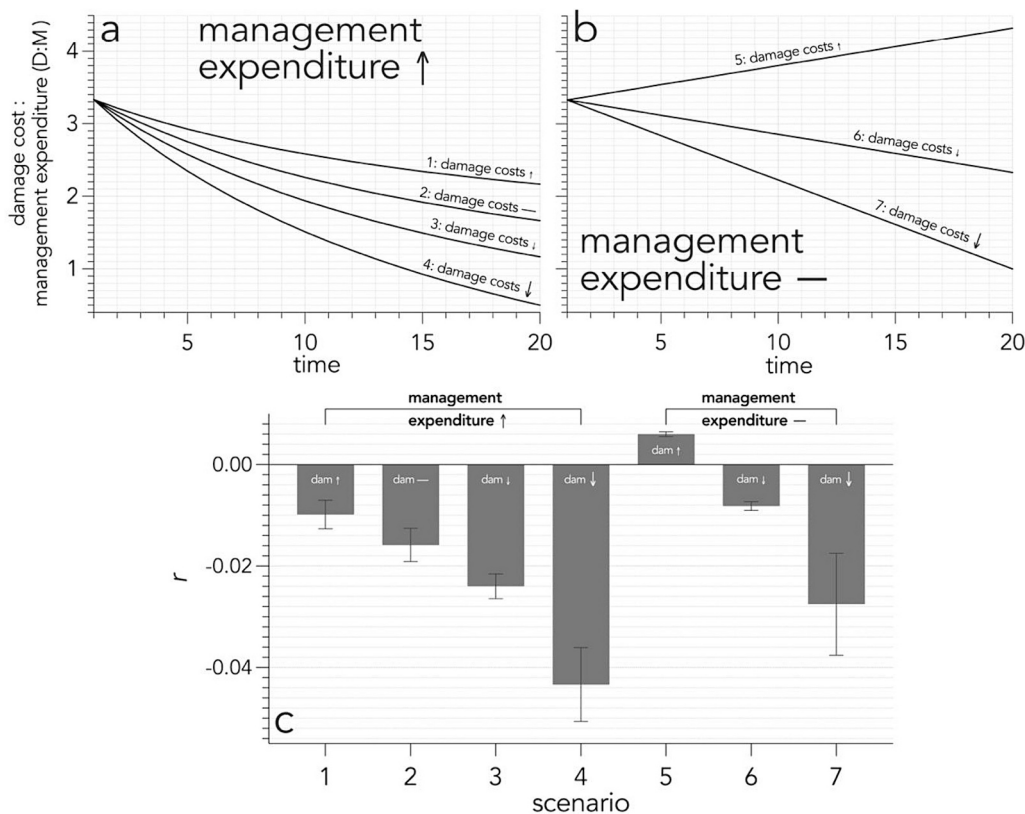 a
management
expenditure ↑
damage cost :
management expenditure (D:M)
4
3
2
1
1: damage costs ↑
2: damage costs —
3: damage costs ↓
4: damage costs ↓
5
10
15
20
time
b
5: damage costs ↑
6: damage costs ↓
7: damage costs ↓
management
expenditure —
5
10
15
20
time
management
expenditure ↑
management
expenditure —
0.00
-0.02
-0.04
r
dam ↑
dam —
dam ↓
dam ↓
dam ↑
dam ↓
dam ↓
c
1
2
3
4
5
6
7
scenario